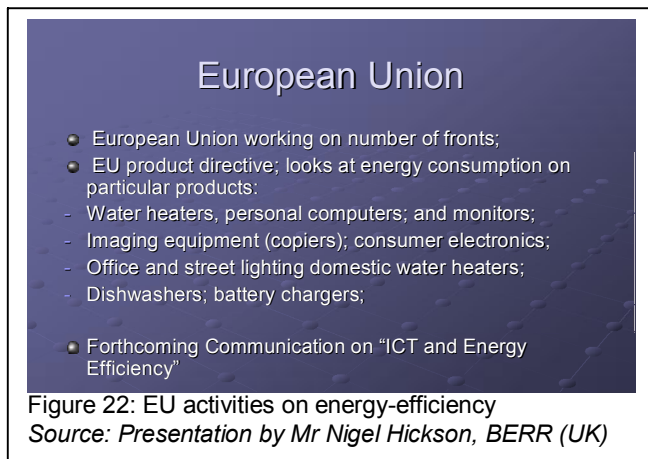 European Union
European Union working on number of fronts;
EU product directive; looks at energy consumption on
particular products:
- Water heaters, personal computers; and monitors;
- Imaging equipment (copiers); consumer electronics;
- Office and street lighting domestic water heaters;
- Dishwashers; battery chargers;
Forthcoming Communication on “ICT and Energy
Efficiency”
Figure 22: EU activities on energy-efficiency
Source: Presentation by Mr Nigel Hickson, BERR (UK)